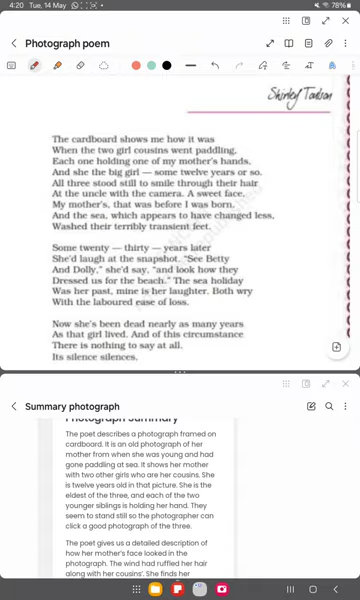 4:20 Tue, 14 May
78%
Photograph poem
Shirley Toulson
The cardboard shows me how it was
When the two girl cousins went paddling,
Each one holding one of my mother's hands,
And she the big girl — some twelve years or so.
All three stood still to smile through their hair
At the uncle with the camera. A sweet face,
My mother's, that was before I was born.
And the sea, which appears to have changed less,
Washed their terribly transient feet.
Some twenty — thirty — years later
She'd laugh at the snapshot. "See Betty
And Dolly," she'd say, "and look how they
Dressed us for the beach." The sea holiday
Was her past, mine is her laughter. Both wry
With the laboured ease of loss.
Now she's been dead nearly as many years
As that girl lived. And of this circumstance
There is nothing to say at all.
Its silence silences.
Summary photograph
Photograph Summary
The poet describes a photograph framed on
cardboard. It is an old photograph of her
mother from when she was young and had
gone paddling at sea. It shows her mother
with two other girls who are her cousins. She
is twelve years old in that picture. She is the
eldest of the three, and each of the two
younger siblings is holding her hand. They
seem to stand still so the photographer can
click a good photograph of the three.
The poet gives us a detailed description of
how her mother's face looked in the
photograph. The wind had ruffled her hair
along with her cousins'. She finds her